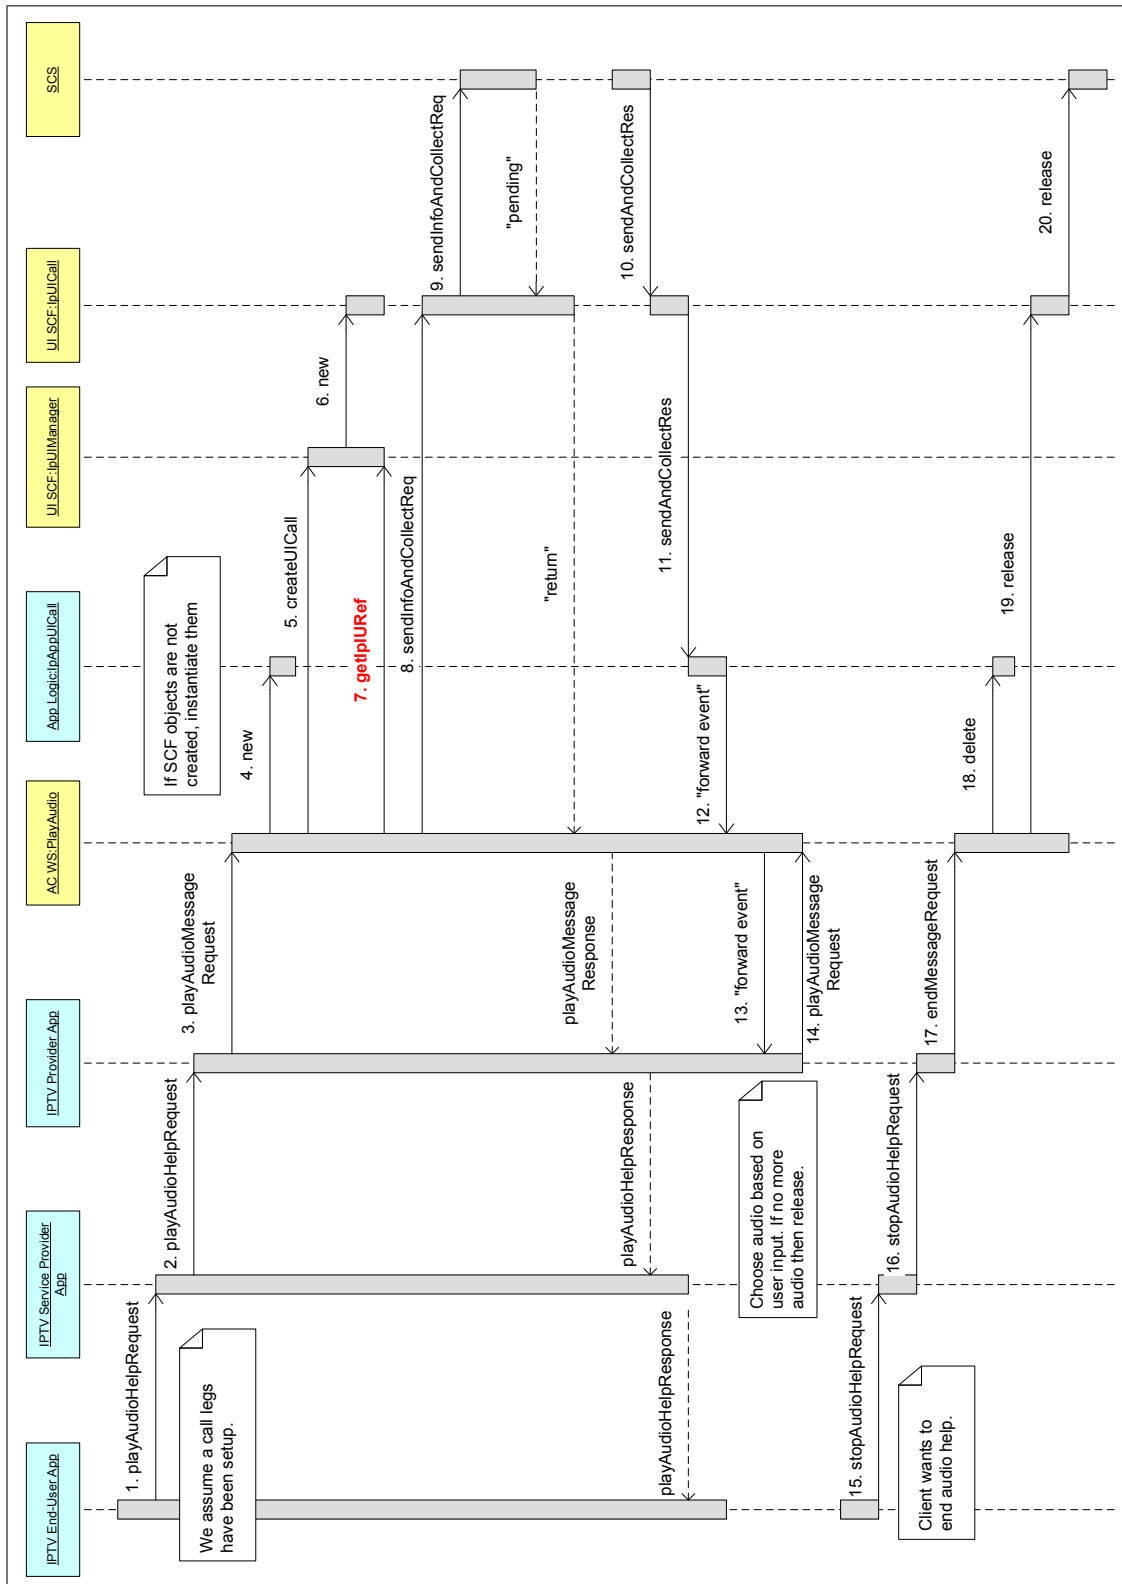 IPTV End-User App
IPTV Service Provider
App
IPTV Provider App
AC WS:PlayAudio
App Logic:IpAppUICall
UI SCF:IpUIManager
UI SCF:IpUICall
SCS
1. playAudioHelpRequest
We assume a call legs
have been setup.
2. playAudioHelpRequest
3. playAudioMessage
Request
If SCF objects are not
created, instantiate them
4. new
5. createUICall
6. new
7. getIpIURef
8. sendInfoAndCollectReq
9. sendInfoAndCollectReq
"pending"
"return"
playAudioMessage
Response
playAudioHelpResponse
playAudioHelpResponse
10. sendAndCollectRes
11. sendAndCollectRes
12. "forward event"
13. "forward event"
Choose audio based on
user input. If no more
audio then release.
14. playAudioMessage
Request
15. stopAudioHelpRequest
Client wants to
end audio help.
16. stopAudioHelpRequest
17. endMessageRequest
18. delete
19. release
20. release